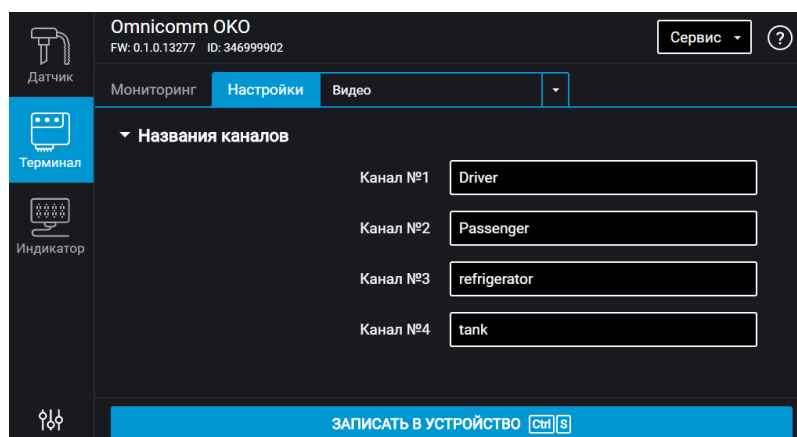 Omnicomm OKO
FW: 0.1.0.13277 ID: 346999902
Сервис
?
Датчик
Мониторинг Настройки Видео
Названия каналов
Терминал
Канал №1 Driver
Канал №2 Passenger
Индикатор
Канал №3 refrigerator
Канал №4 tank
ЗАПИСАТЬ В УСТРОЙСТВО Ctrl S